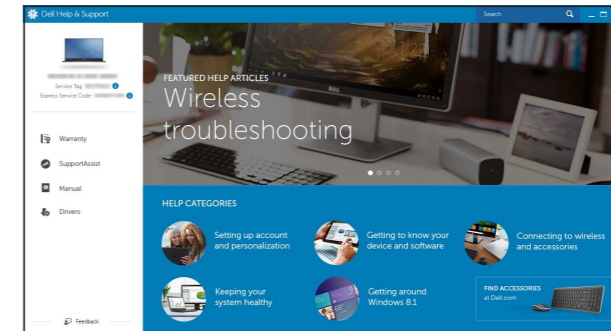 Dell Help & Support
Search
Service Tag
Express Service Code
Warranty
SupportAssist
Manual
Drivers
Feedback
FEATURED HELP ARTICLES
Wireless
troubleshooting
HELP CATEGORIES
Setting up account
and personalization
Getting to know your
device and software
Connecting to wireless
and accessories
Keeping your
system healthy
Getting around
Windows 8.1
FIND ACCESSORIES
at Dell.com